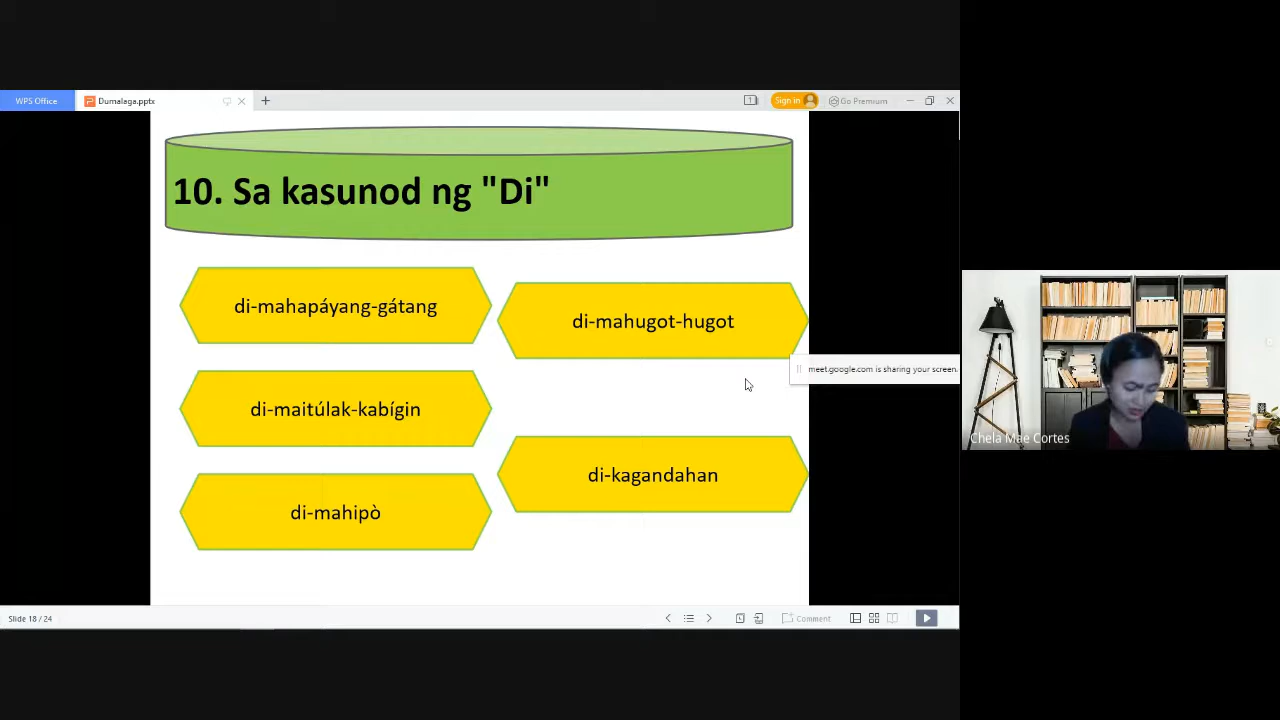 WPS Office
Dumalaga.pptx
Sign in
Go Premium
10. Sa kasunod ng "Di"
di-mahapáyang-gátang
di-mahugot-hugot
meet.google.com is sharing your screen.
di-maitúlak-kabígin
di-kagandahan
di-mahipò
Chela Mae Cortes
Slide 18 / 24
Comment